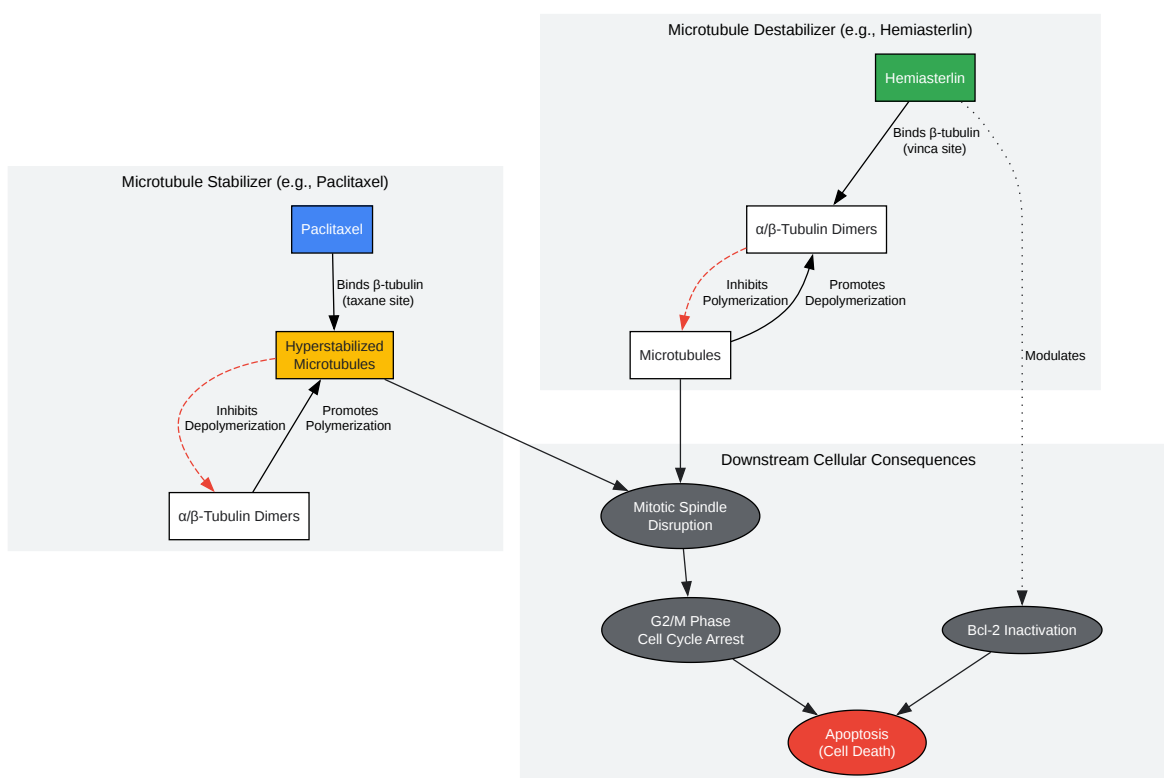 Microtubule Destabilizer (e.g., Hemiasterlin)
Hemiasterlin
Binds β-tubulin
(vinca site)
α/β-Tubulin Dimers
Inhibits
Polymerization
Promotes
Depolymerization
Microtubules
Modulates
Microtubule Stabilizer (e.g., Paclitaxel)
Paclitaxel
Binds β-tubulin
(taxane site)
Hyperstabilized
Microtubules
Inhibits
Depolymerization
Promotes
Polymerization
α/β-Tubulin Dimers
Downstream Cellular Consequences
Mitotic Spindle
Disruption
G2/M Phase
Cell Cycle Arrest
Bcl-2 Inactivation
Apoptosis
(Cell Death)